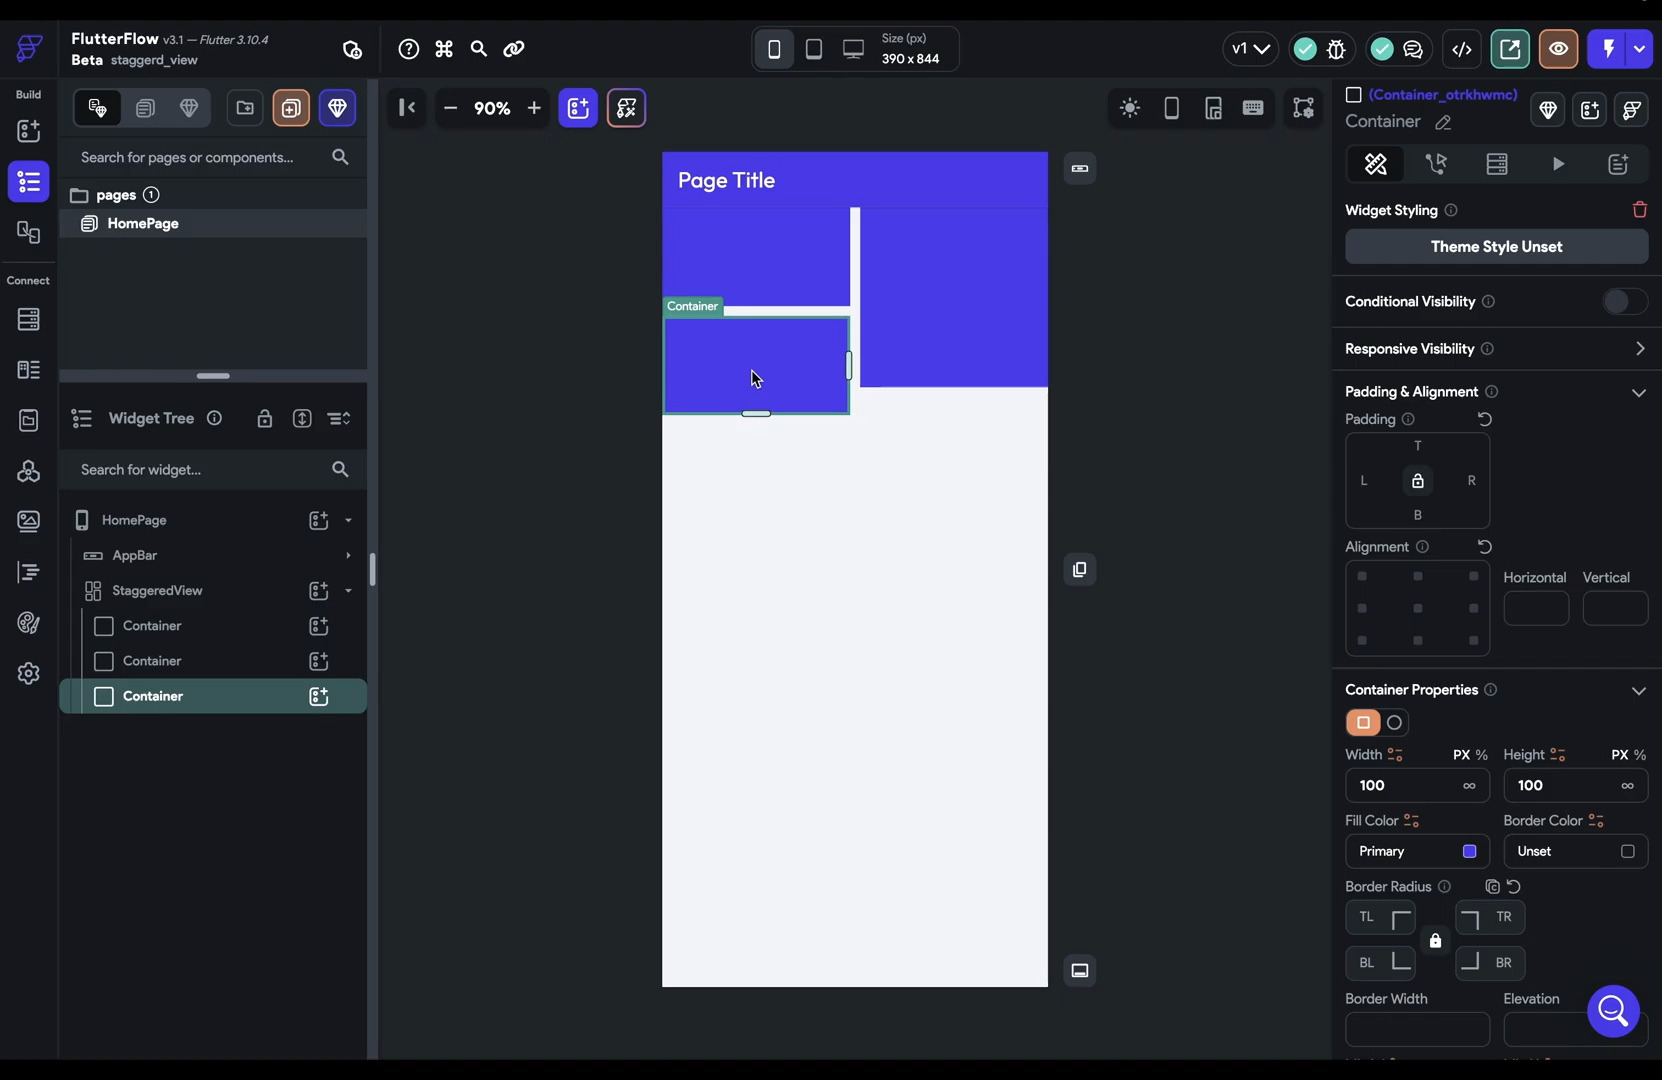 FlutterFlow v3.1 – Flutter 3.10.4
Beta staggerd_view
Size (px)
390 x 844
v1
Build
Connect
Search for pages or components...
pages 1
HomePage
Widget Tree
Search for widget...
HomePage
AppBar
StaggeredView
Container
Container
Container
90%
Page Title
Container
(Container_otrkhwmc)
Container
Widget Styling
Theme Style Unset
Conditional Visibility
Responsive Visibility
Padding & Alignment
Padding
T
L R
B
Alignment
Horizontal Vertical
Container Properties
Width PX % Height PX %
100 ∞ 100 ∞
Fill Color Border Color
Primary Unset
Border Radius
TL TR
BL BR
Border Width Elevation